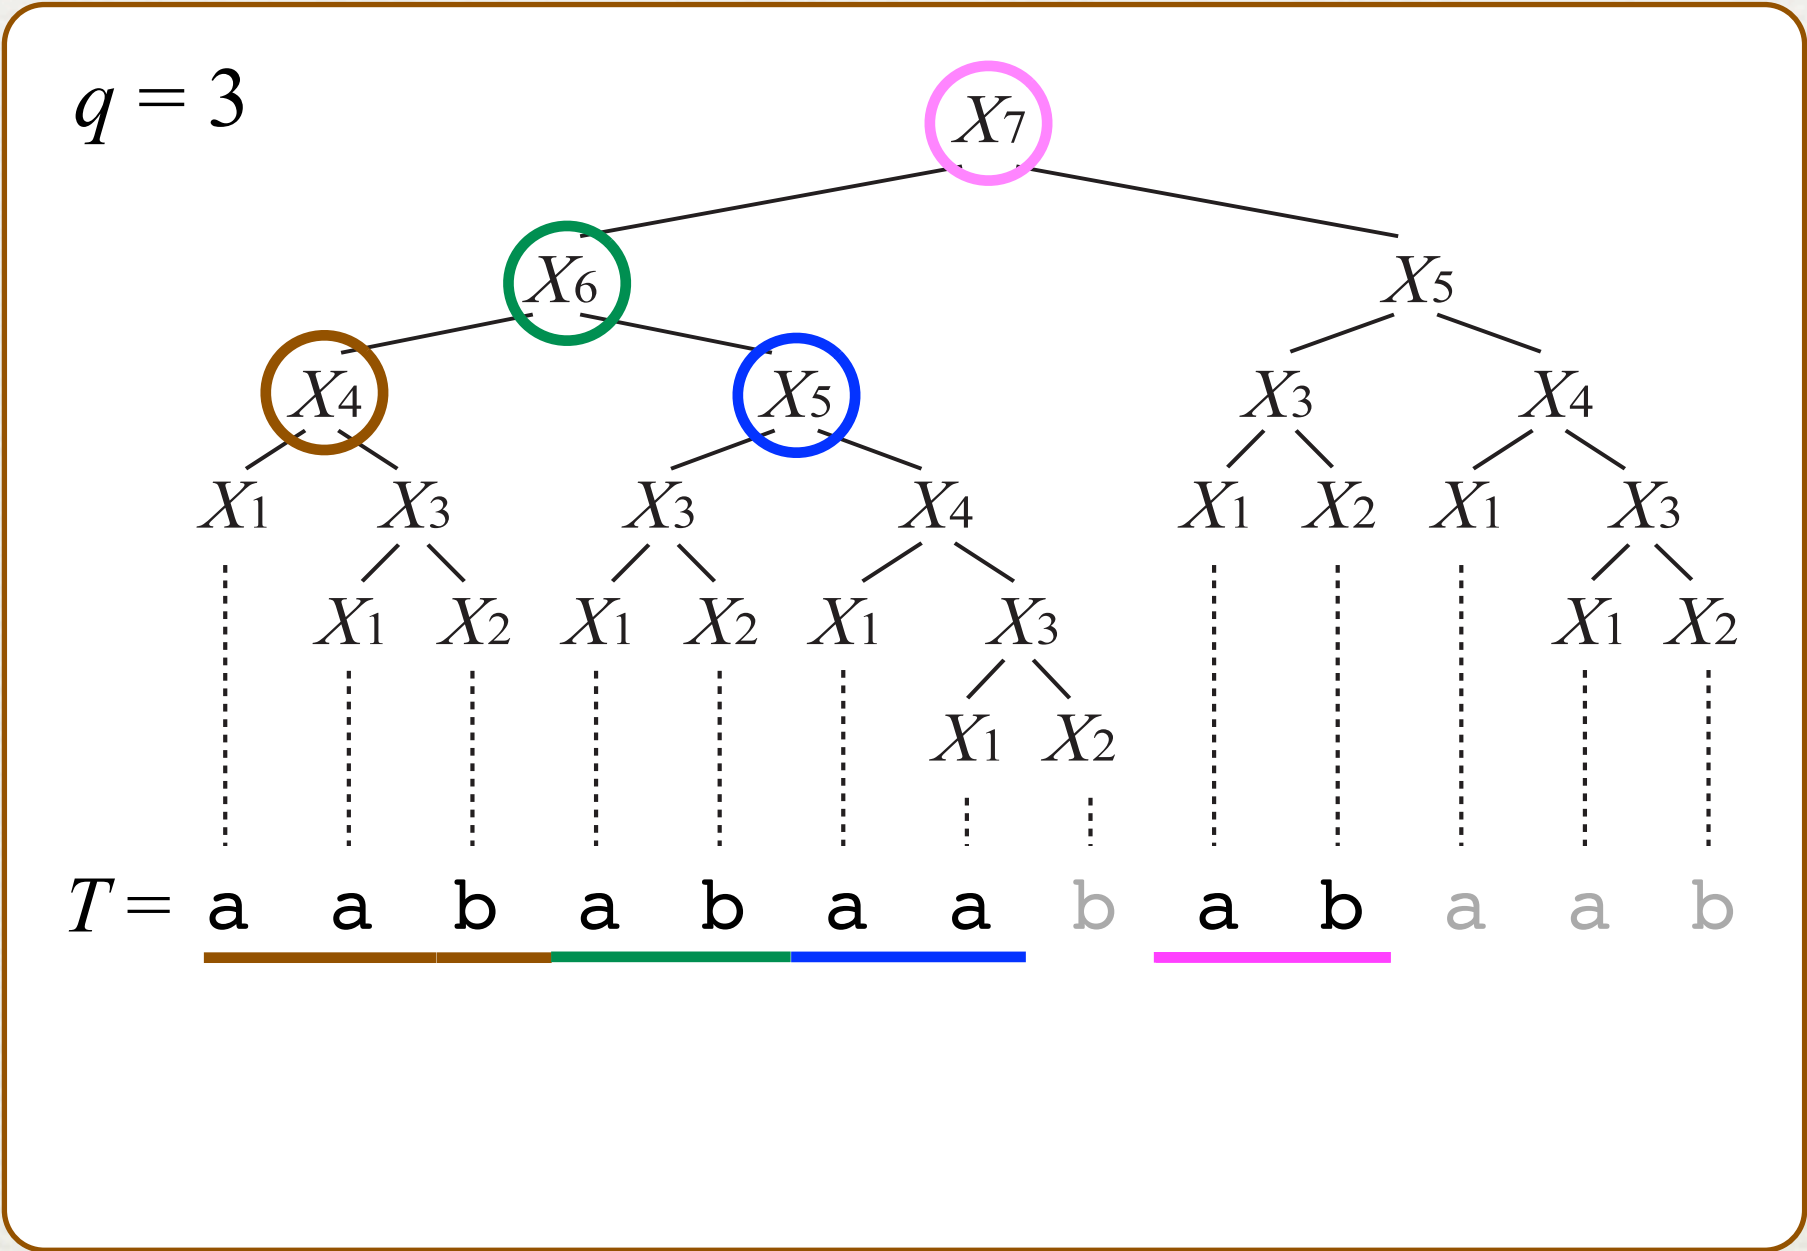 q = 3
X7
X6 X5
X4 X5 X3 X4
X1 X3 X3 X4 X1 X2 X1 X3
X1 X2 X1 X2 X1 X3 X1 X2
X1 X2
T = a a b a b a a b a b a a b